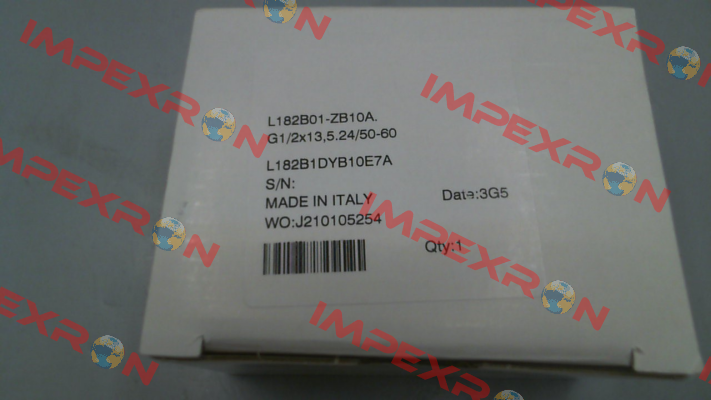 L182B01-ZB10A.
G1/2x13,5.24/50-60
L182B1DYB10E7A
S/N:
MADE IN ITALY
Date:3G5
WO:J210105254
Qty:1
IMPEXRON
IMPEXRON
IMPEXRON
IMPEXRON
IMPEXRON
IMPEXRON
IMPEXRON
IMPEXRON